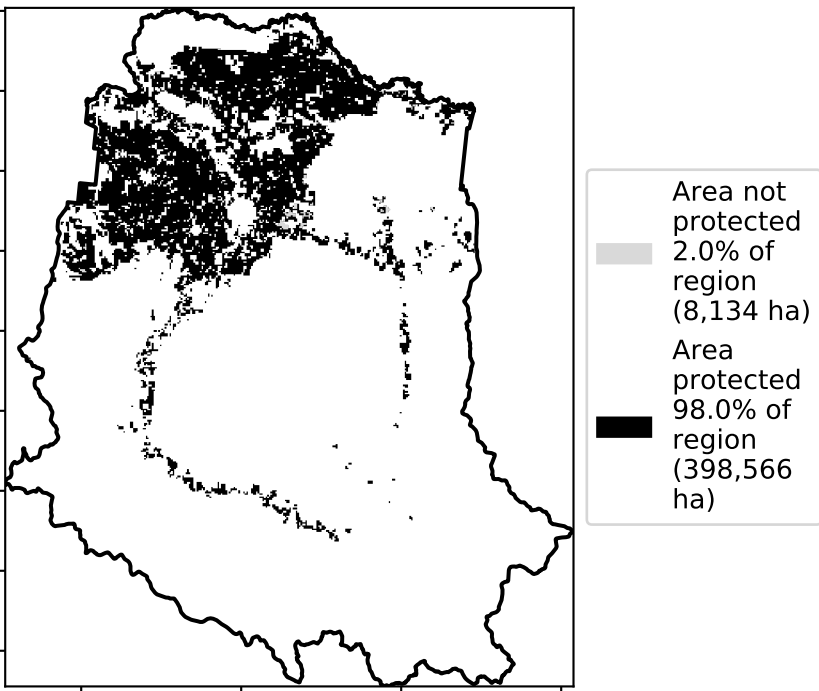 Area not
protected
2.0% of
region
(8,134 ha)
Area
protected
98.0% of
region
(398,566
ha)